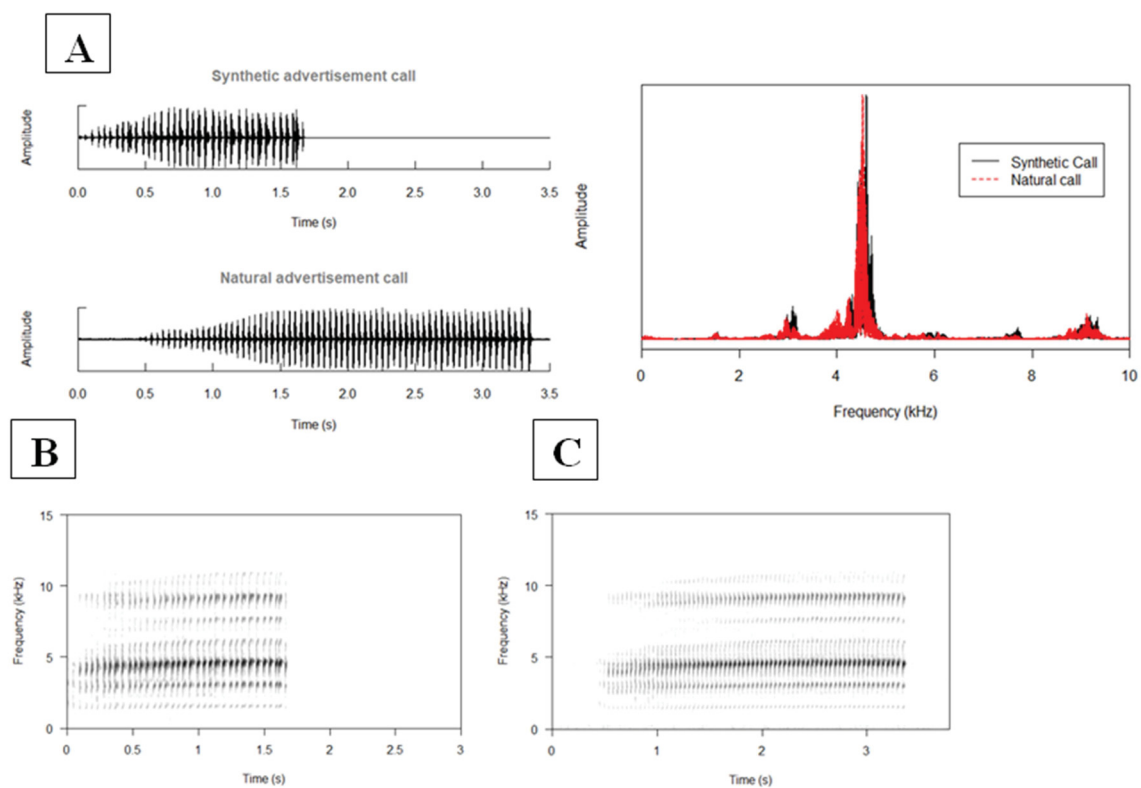 A
Synthetic advertisement call
Amplitude
0.0 0.5 1.0 1.5 2.0 2.5 3.0 3.5
Time (s)
Natural advertisement call
Amplitude
0.0 0.5 1.0 1.5 2.0 2.5 3.0 3.5
Time (s)
Amplitude
Synthetic Call
Natural call
0 2 4 6 8 10
Frequency (kHz)
B
15
10
5
0
Frequency (kHz)
0 0.5 1 1.5 2 2.5 3
Time (s)
C
15
10
5
0
Frequency (kHz)
0 1 2 3
Time (s)